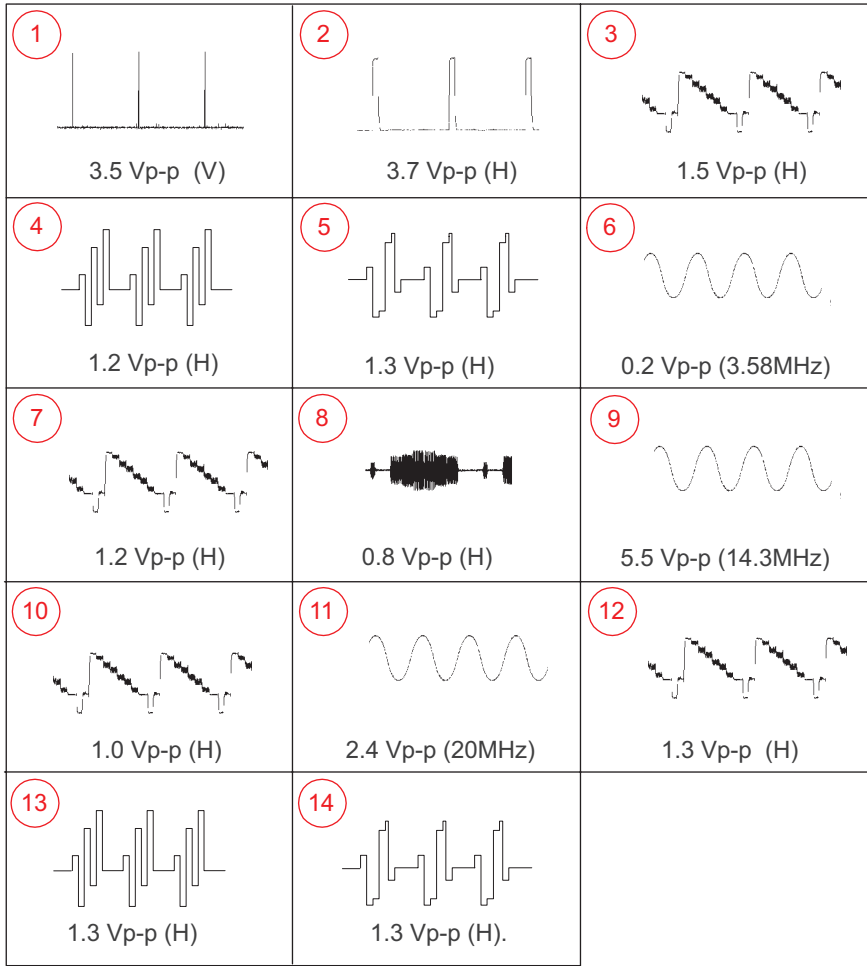 1
2
3
3.5 Vp-p (V)
3.7 Vp-p (H)
1.5 Vp-p (H)
4
5
6
1.2 Vp-p (H)
1.3 Vp-p (H)
0.2 Vp-p (3.58MHz)
7
8
9
1.2 Vp-p (H)
0.8 Vp-p (H)
5.5 Vp-p (14.3MHz)
10
11
12
1.0 Vp-p (H)
2.4 Vp-p (20MHz)
1.3 Vp-p (H)
13
14
1.3 Vp-p (H)
1.3 Vp-p (H).